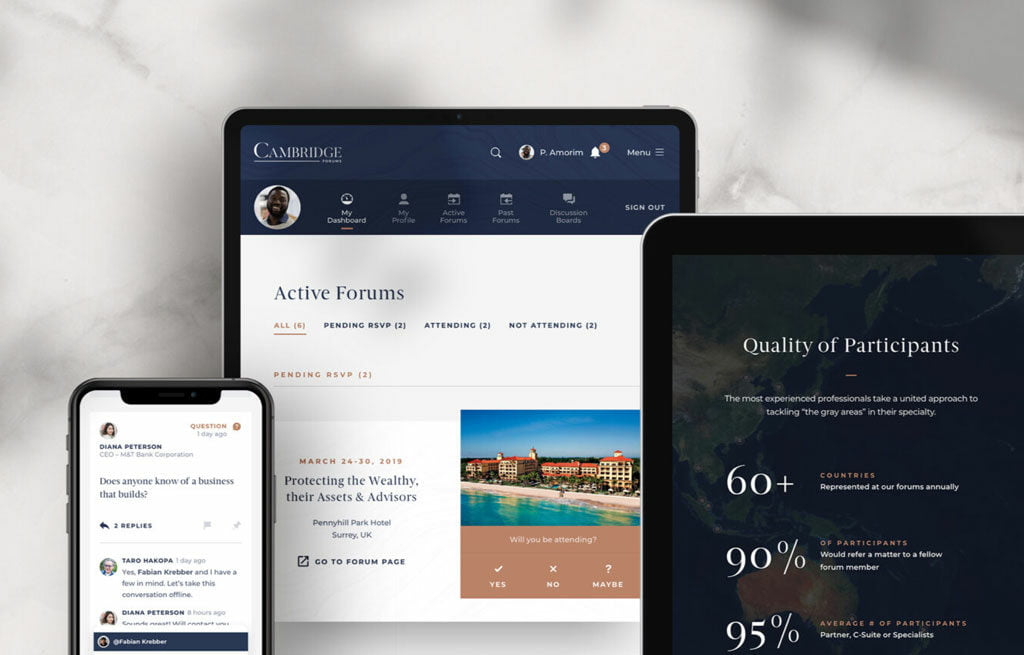 CAMBRIDGE
FORUMS
P. Amorim
3
Menu
My
Dashboard
My
Profile
Active
Forums
Past
Forums
Discussion
Boards
SIGN OUT
Active Forums
ALL (6)
PENDING RSVP (2)
ATTENDING (2)
NOT ATTENDING (2)
PENDING RSVP (2)
MARCH 24-30, 2019
Protecting the Wealthy,
their Assets & Advisors
Pennyhill Park Hotel
Surrey, UK
GO TO FORUM PAGE
Will you be attending?
YES
NO
?
MAYBE
QUESTION ?
1 day ago
DIANA PETERSON
CEO – M&T Bank Corporation
Does anyone know of a business
that builds?
2 REPLIES
TARO HAKOPA 1 day ago
Yes, Fabian Krebber and I have a
few in mind. Let's take this
conversation offline.
DIANA PETERSON 8 hours ago
Sounds great! Will contact you
@Fabian Krebber
Quality of Participants
The most experienced professionals take a united approach to
tackling “the gray areas” in their specialty.
60+
COUNTRIES
Represented at our forums annually
90%
OF PARTICIPANTS
Would refer a matter to a fellow
forum member
95%
AVERAGE # OF PARTICIPANTS
Partner, C-Suite or Specialists